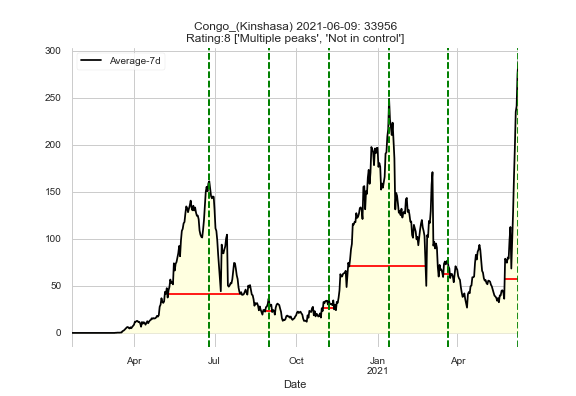 Congo_(Kinshasa) 2021-06-09: 33956
Rating:8 ['Multiple peaks', 'Not in control']
Average-7d
300
250
200
150
100
50
0
Apr
Jul
Oct
Jan
2021
Apr
Date